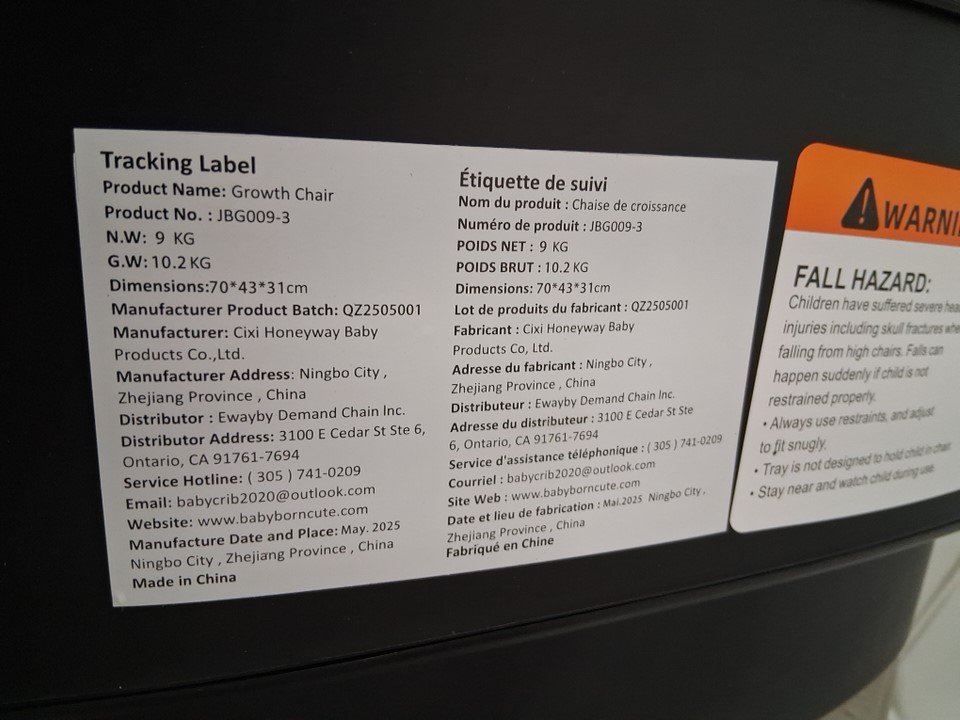 Tracking Label
Product Name: Growth Chair
Product No. : JBG009-3
N.W: 9 KG
G.W: 10.2 KG
Dimensions:70*43*31cm
Manufacturer Product Batch: QZ2505001
Manufacturer: Cixi Honeyway Baby
Products Co.,Ltd.
Manufacturer Address: Ningbo City ,
Zhejiang Province , China
Distributor : Ewayby Demand Chain Inc.
Distributor Address: 3100 E Cedar St Ste 6,
Ontario, CA 91761-7694
Service Hotline: ( 305 ) 741-0209
Email: babycrib2020@outlook.com
Website: www.babyborncute.com
Manufacture Date and Place: May. 2025
Ningbo City , Zhejiang Province , China
Made in China
Étiquette de suivi
Nom du produit : Chaise de croissance
Numéro de produit : JBG009-3
POIDS NET : 9 KG
POIDS BRUT : 10.2 KG
Dimensions: 70*43*31cm
Lot de produits du fabricant : QZ2505001
Fabricant : Cixi Honeyway Baby
Products Co, Ltd.
Adresse du fabricant : Ningbo City ,
Zhejiang Province , China
Distributeur : Ewayby Demand Chain Inc.
Adresse du distributeur : 3100 E Cedar St Ste
6, Ontario, CA 91761-7694
Service d'assistance téléphonique : ( 305 ) 741-0209
Courriel : babycrib2020@outlook.com
Site Web : www.babyborncute.com
Date et lieu de fabrication : Mai.2025 Ningbo City ,
Zhejiang Province , China
Fabriqué en Chine
WARNI
FALL HAZARD:
Children have suffered severe hea
injuries including skull fractures whe
falling from high chairs. Falls can
happen suddenly if child is not
restrained properly.
• Always use restraints, and adjust
to fit snugly.
• Tray is not designed to hold child in chair.
• Stay near and watch child during use.